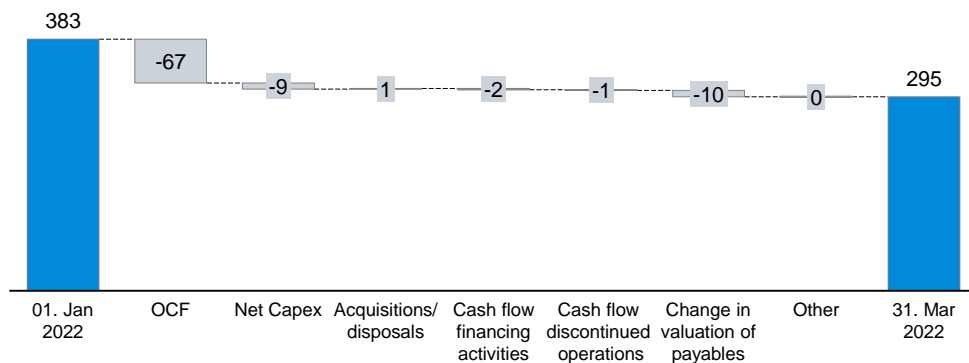 383
-67
-9
1
-2
-1
-10
0
295
01. Jan
2022
OCF
Net Capex
Acquisitions/
disposals
Cash flow
financing
activities
Cash flow
discontinued
operations
Change in
valuation of
payables
Other
31. Mar
2022